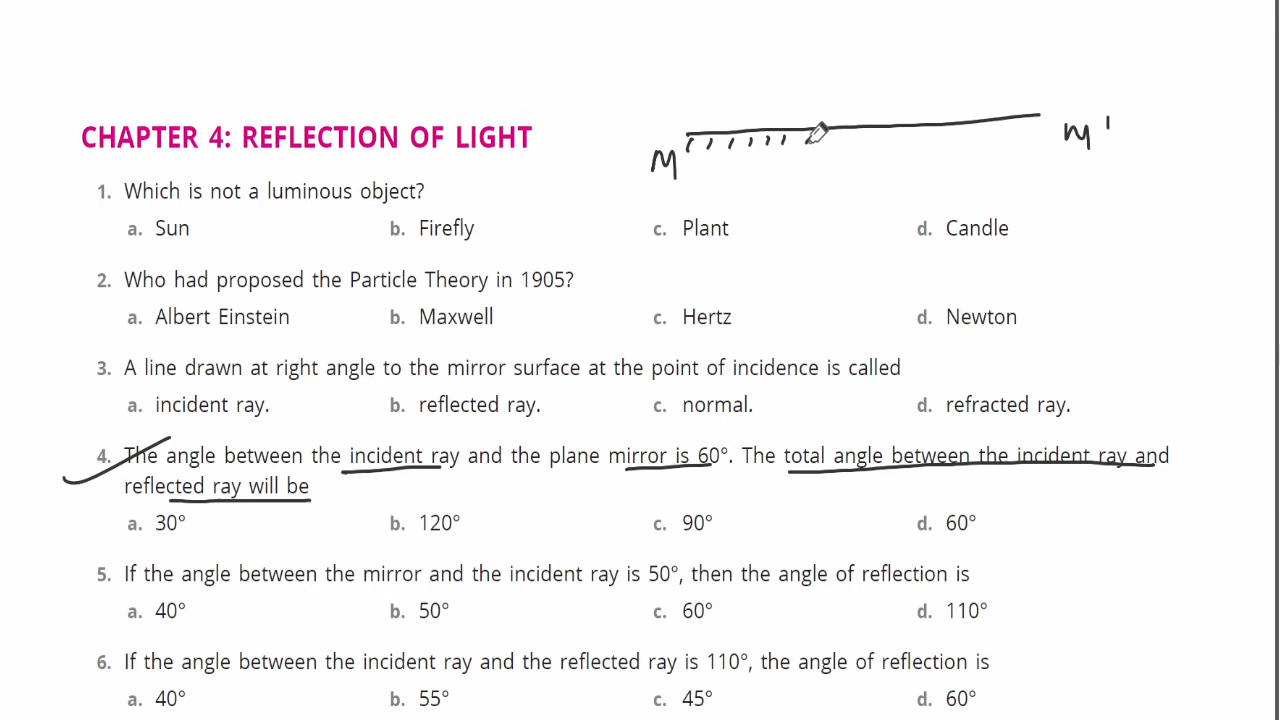 M M'
CHAPTER 4: REFLECTION OF LIGHT
1. Which is not a luminous object?
a. Sun b. Firefly c. Plant d. Candle
2. Who had proposed the Particle Theory in 1905?
a. Albert Einstein b. Maxwell c. Hertz d. Newton
3. A line drawn at right angle to the mirror surface at the point of incidence is called
a. incident ray. b. reflected ray. c. normal. d. refracted ray.
4. The angle between the incident ray and the plane mirror is 60°. The total angle between the incident ray and
reflected ray will be
a. 30° b. 120° c. 90° d. 60°
5. If the angle between the mirror and the incident ray is 50°, then the angle of reflection is
a. 40° b. 50° c. 60° d. 110°
6. If the angle between the incident ray and the reflected ray is 110°, the angle of reflection is
a. 40° b. 55° c. 45° d. 60°